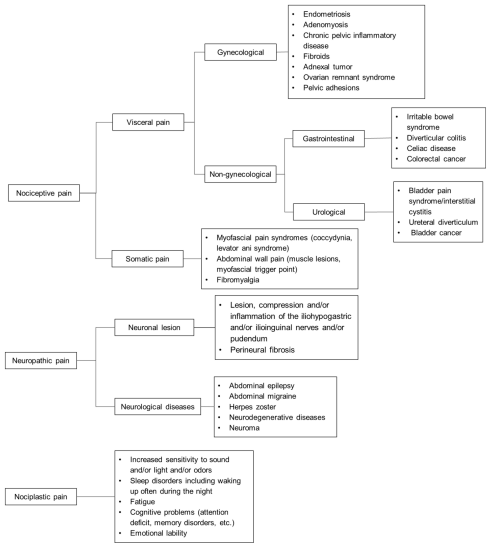 • Endometriosis
• Adenomyosis
• Chronic pelvic inflammatory
disease
• Fibroids
• Adnexal tumor
• Ovarian remnant syndrome
• Pelvic adhesions
Gynecological
Visceral pain
Non-gynecological
Gastrointestinal
• Irritable bowel
syndrome
• Diverticular colitis
• Celiac disease
• Colorectal cancer
Urological
• Bladder pain
syndrome/interstitial
cystitis
• Ureteral diverticulum
• Bladder cancer
Nociceptive pain
Somatic pain
• Myofascial pain syndromes (coccydynia,
levator ani syndrome)
• Abdominal wall pain (muscle lesions,
myofascial trigger point)
• Fibromyalgia
Neuropathic pain
Neuronal lesion
• Lesion, compression and/or
inflammation of the iliohypogastric
and/or ilioinguinal nerves and/or
pudendum
• Perineural fibrosis
Neurological diseases
• Abdominal epilepsy
• Abdominal migraine
• Herpes zoster
• Neurodegenerative diseases
• Neuroma
Nociplastic pain
• Increased sensitivity to sound
and/or light and/or odors
• Sleep disorders including waking
up often during the night
• Fatigue
• Cognitive problems (attention
deficit, memory disorders, etc.)
• Emotional lability